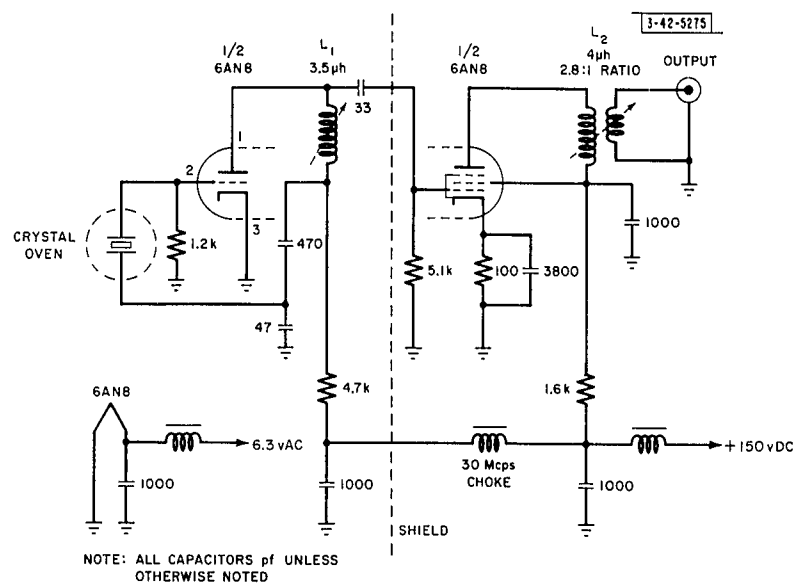 3-42-5275
1/2
6AN8
L1
3.5μh
33
1/2
6AN8
L2
4μh
2.8:1 RATIO
OUTPUT
1
2
3
CRYSTAL
OVEN
1.2k
470
47
5.1k
100
3800
1000
4.7k
1.6k
6AN8
6.3 vAC
1000
1000
30 Mcps
CHOKE
1000
+150 vDC
SHIELD
NOTE: ALL CAPACITORS pf UNLESS
OTHERWISE NOTED